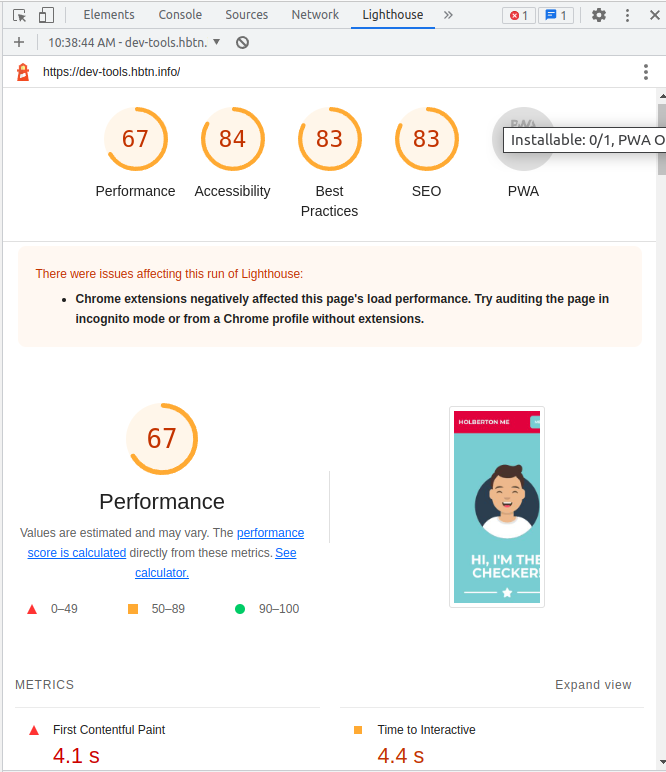 Elements Console Sources Network Lighthouse » 1 1
10:38:44 AM - dev-tools.hbtn.
https://dev-tools.hbtn.info/
67 84 83 83
Installable: 0/1, PWA O
Performance Accessibility Best Practices SEO PWA
There were issues affecting this run of Lighthouse:
• Chrome extensions negatively affected this page's load performance. Try auditing the page in
incognito mode or from a Chrome profile without extensions.
67
Performance
Values are estimated and may vary. The performance
score is calculated directly from these metrics. See
calculator.
0–49 50–89 90–100
HOLBERTON ME
HI, I'M THE
CHECKER!
METRICS Expand view
First Contentful Paint Time to Interactive
4.1 s 4.4 s